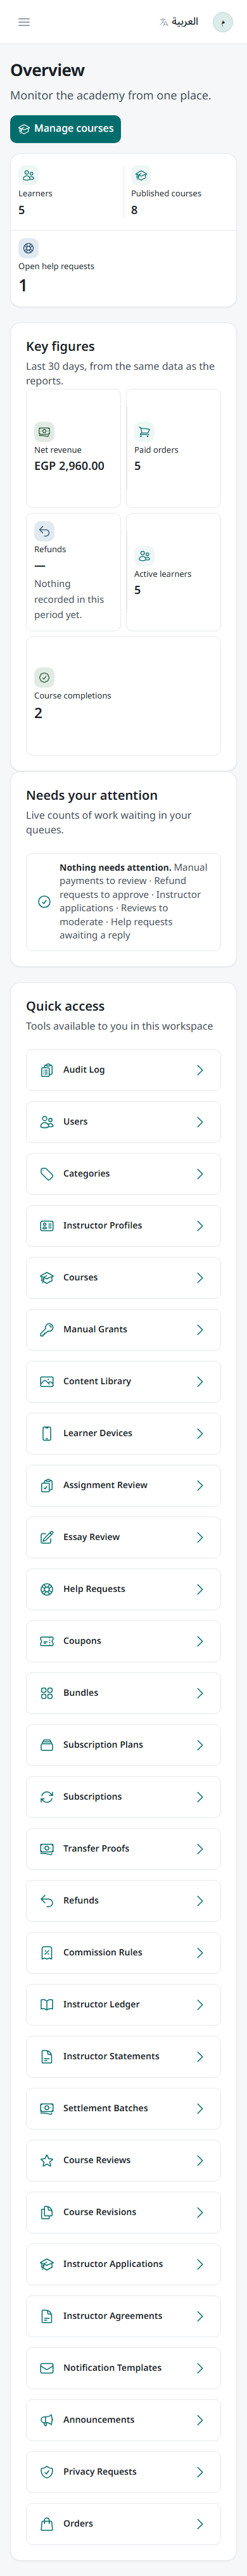 العربية
م
Overview
Monitor the academy from one place.
Manage courses
Learners
5
Published courses
8
Open help requests
1
Key figures
Last 30 days, from the same data as the
reports.
Net revenue
EGP 2,960.00
Paid orders
5
Refunds
—
Nothing
recorded in this
period yet.
Active learners
5
Course completions
2
Needs your attention
Live counts of work waiting in your
queues.
Nothing needs attention. Manual
payments to review · Refund
requests to approve · Instructor
applications · Reviews to
moderate · Help requests
awaiting a reply
Quick access
Tools available to you in this workspace
Audit Log
Users
Categories
Instructor Profiles
Courses
Manual Grants
Content Library
Learner Devices
Assignment Review
Essay Review
Help Requests
Coupons
Bundles
Subscription Plans
Subscriptions
Transfer Proofs
Refunds
Commission Rules
Instructor Ledger
Instructor Statements
Settlement Batches
Course Reviews
Course Revisions
Instructor Applications
Instructor Agreements
Notification Templates
Announcements
Privacy Requests
Orders